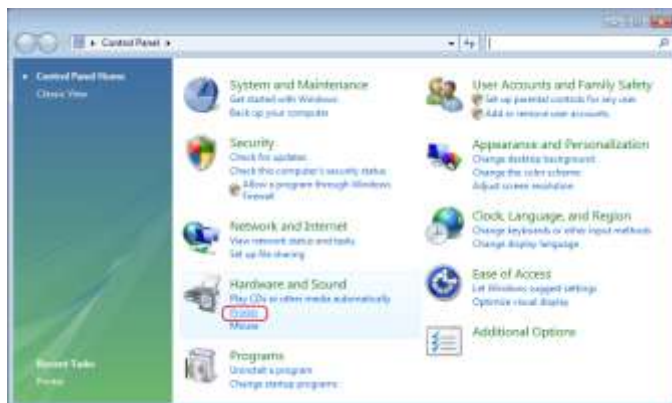 Control Panel
Control Panel Home
Classic View
System and Maintenance
Get started with Windows
Back up your computer
Security
Check for updates
Check this computer's security status
Allow a program through Windows
Firewall
Network and Internet
View network status and tasks
Set up file sharing
Hardware and Sound
Play CDs or other media automatically
Printer
Mouse
Programs
Uninstall a program
Change startup programs
User Accounts and Family Safety
Set up parental controls for any user
Add or remove user accounts
Appearance and Personalization
Change desktop background
Change the color scheme
Adjust screen resolution
Clock, Language, and Region
Change keyboards or other input methods
Change display language
Ease of Access
Let Windows suggest settings
Optimize visual display
Additional Options
Recent Tasks
Printer